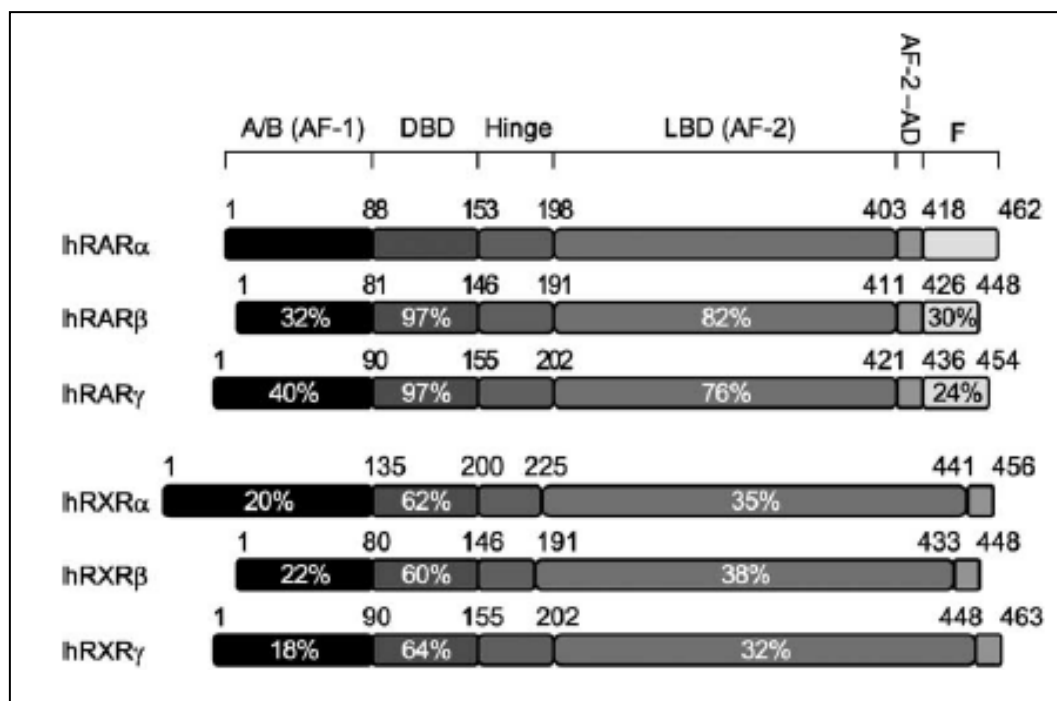 AF-2 –AD
A/B (AF-1) DBD Hinge LBD (AF-2) F
1 88 153 198 403 418 462
hRARα
1 81 146 191 411 426 448
hRARβ 32% 97% 82% 30%
1 90 155 202 421 436 454
hRARγ 40% 97% 76% 24%
1 135 200 225 441 456
hRXRα 20% 62% 35%
1 80 146 191 433 448
hRXRβ 22% 60% 38%
1 90 155 202 448 463
hRXRγ 18% 64% 32%